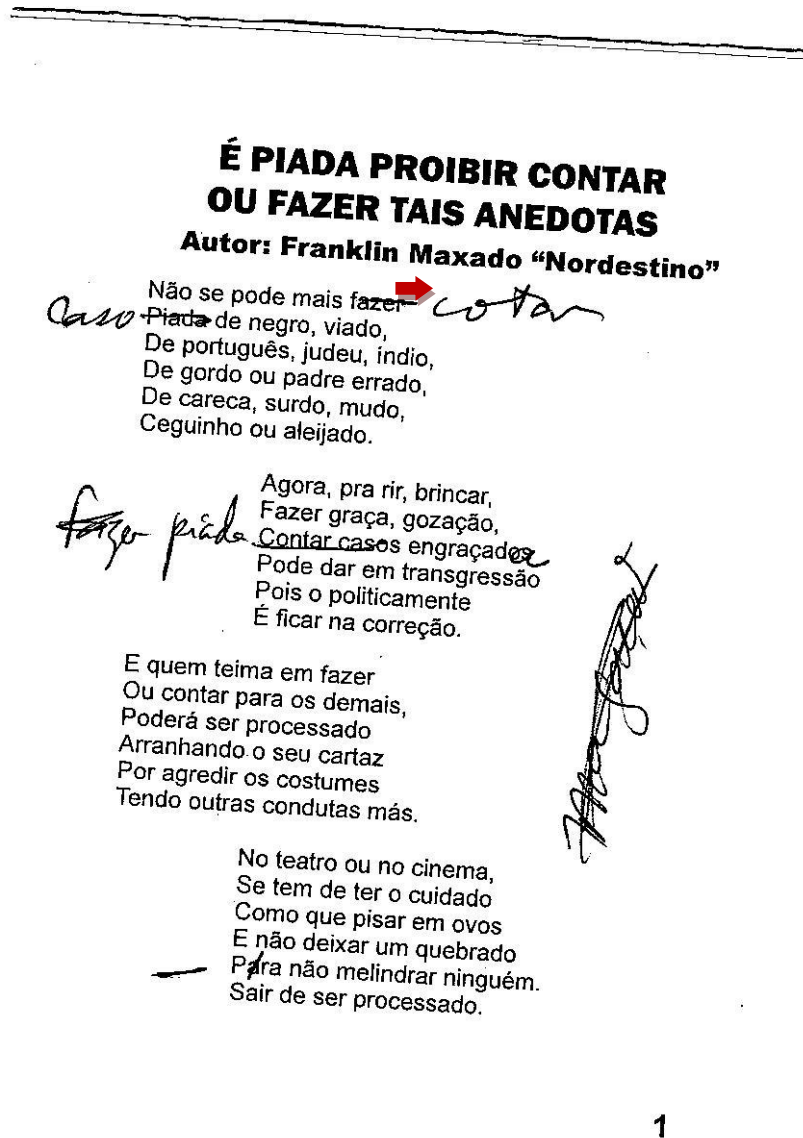 É PIADA PROIBIR CONTAR
OU FAZER TAIS ANEDOTAS
Autor: Franklin Maxado “Nordestino”
Não se pode mais fazer cotar
Caso Piada de negro, viado,
De português, judeu, índio,
De gordo ou padre errado,
De careca, surdo, mudo,
Ceguinho ou aleijado.
Agora, pra rir, brincar,
Fazer graça, gozação,
fazer piada Contar casos engraçados
Pode dar em transgressão
Pois o politicamente
É ficar na correção.
E quem teima em fazer
Ou contar para os demais,
Poderá ser processado
Arranhando o seu cartaz
Por agredir os costumes
Tendo outras condutas más.
No teatro ou no cinema,
Se tem de ter o cuidado
Como que pisar em ovos
E não deixar um quebrado
Para não melindrar ninguém.
Sair de ser processado.
1